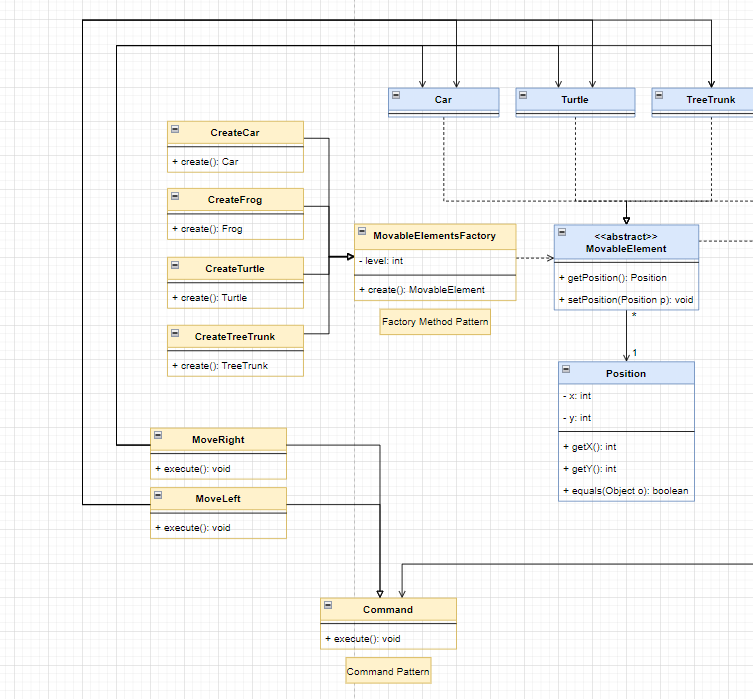 Car
Turtle
TreeTrunk
CreateCar
+ create(): Car
CreateFrog
+ create(): Frog
CreateTurtle
+ create(): Turtle
CreateTreeTrunk
+ create(): TreeTrunk
MovableElementsFactory
- level: int
+ create(): MovableElement
Factory Method Pattern
<<abstract>>
MovableElement
+ getPosition(): Position
+ setPosition(Position p): void
*
1
Position
- x: int
- y: int
+ getX(): int
+ getY(): int
+ equals(Object o): boolean
MoveRight
+ execute(): void
MoveLeft
+ execute(): void
Command
+ execute(): void
Command Pattern